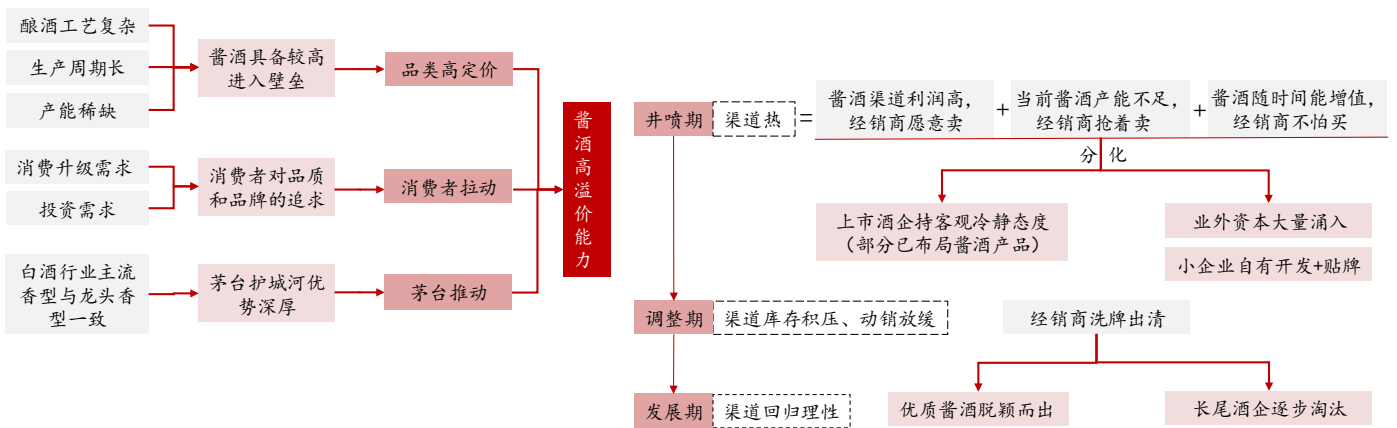 酿酒工艺复杂
生产周期长
产能稀缺
酱酒具备较高
进入壁垒
品类高定价
消费升级需求
投资需求
消费者对品质
和品牌的追求
消费者拉动
白酒行业主流
香型与龙头香
型一致
茅台护城河优
势深厚
茅台推动
酱酒高溢价能力
井喷期
渠道热
=
酱酒渠道利润高，
经销商愿意卖
+
当前酱酒产能不足，
经销商抢着卖
+
酱酒随时间能增值，
经销商不怕买
分化
上市酒企持客观冷静态度
（部分已布局酱酒产品）
业外资本大量涌入
小企业自有开发+贴牌
调整期
渠道库存积压、动销放缓
经销商洗牌出清
发展期
渠道回归理性
优质酱酒脱颖而出
长尾酒企逐步淘汰